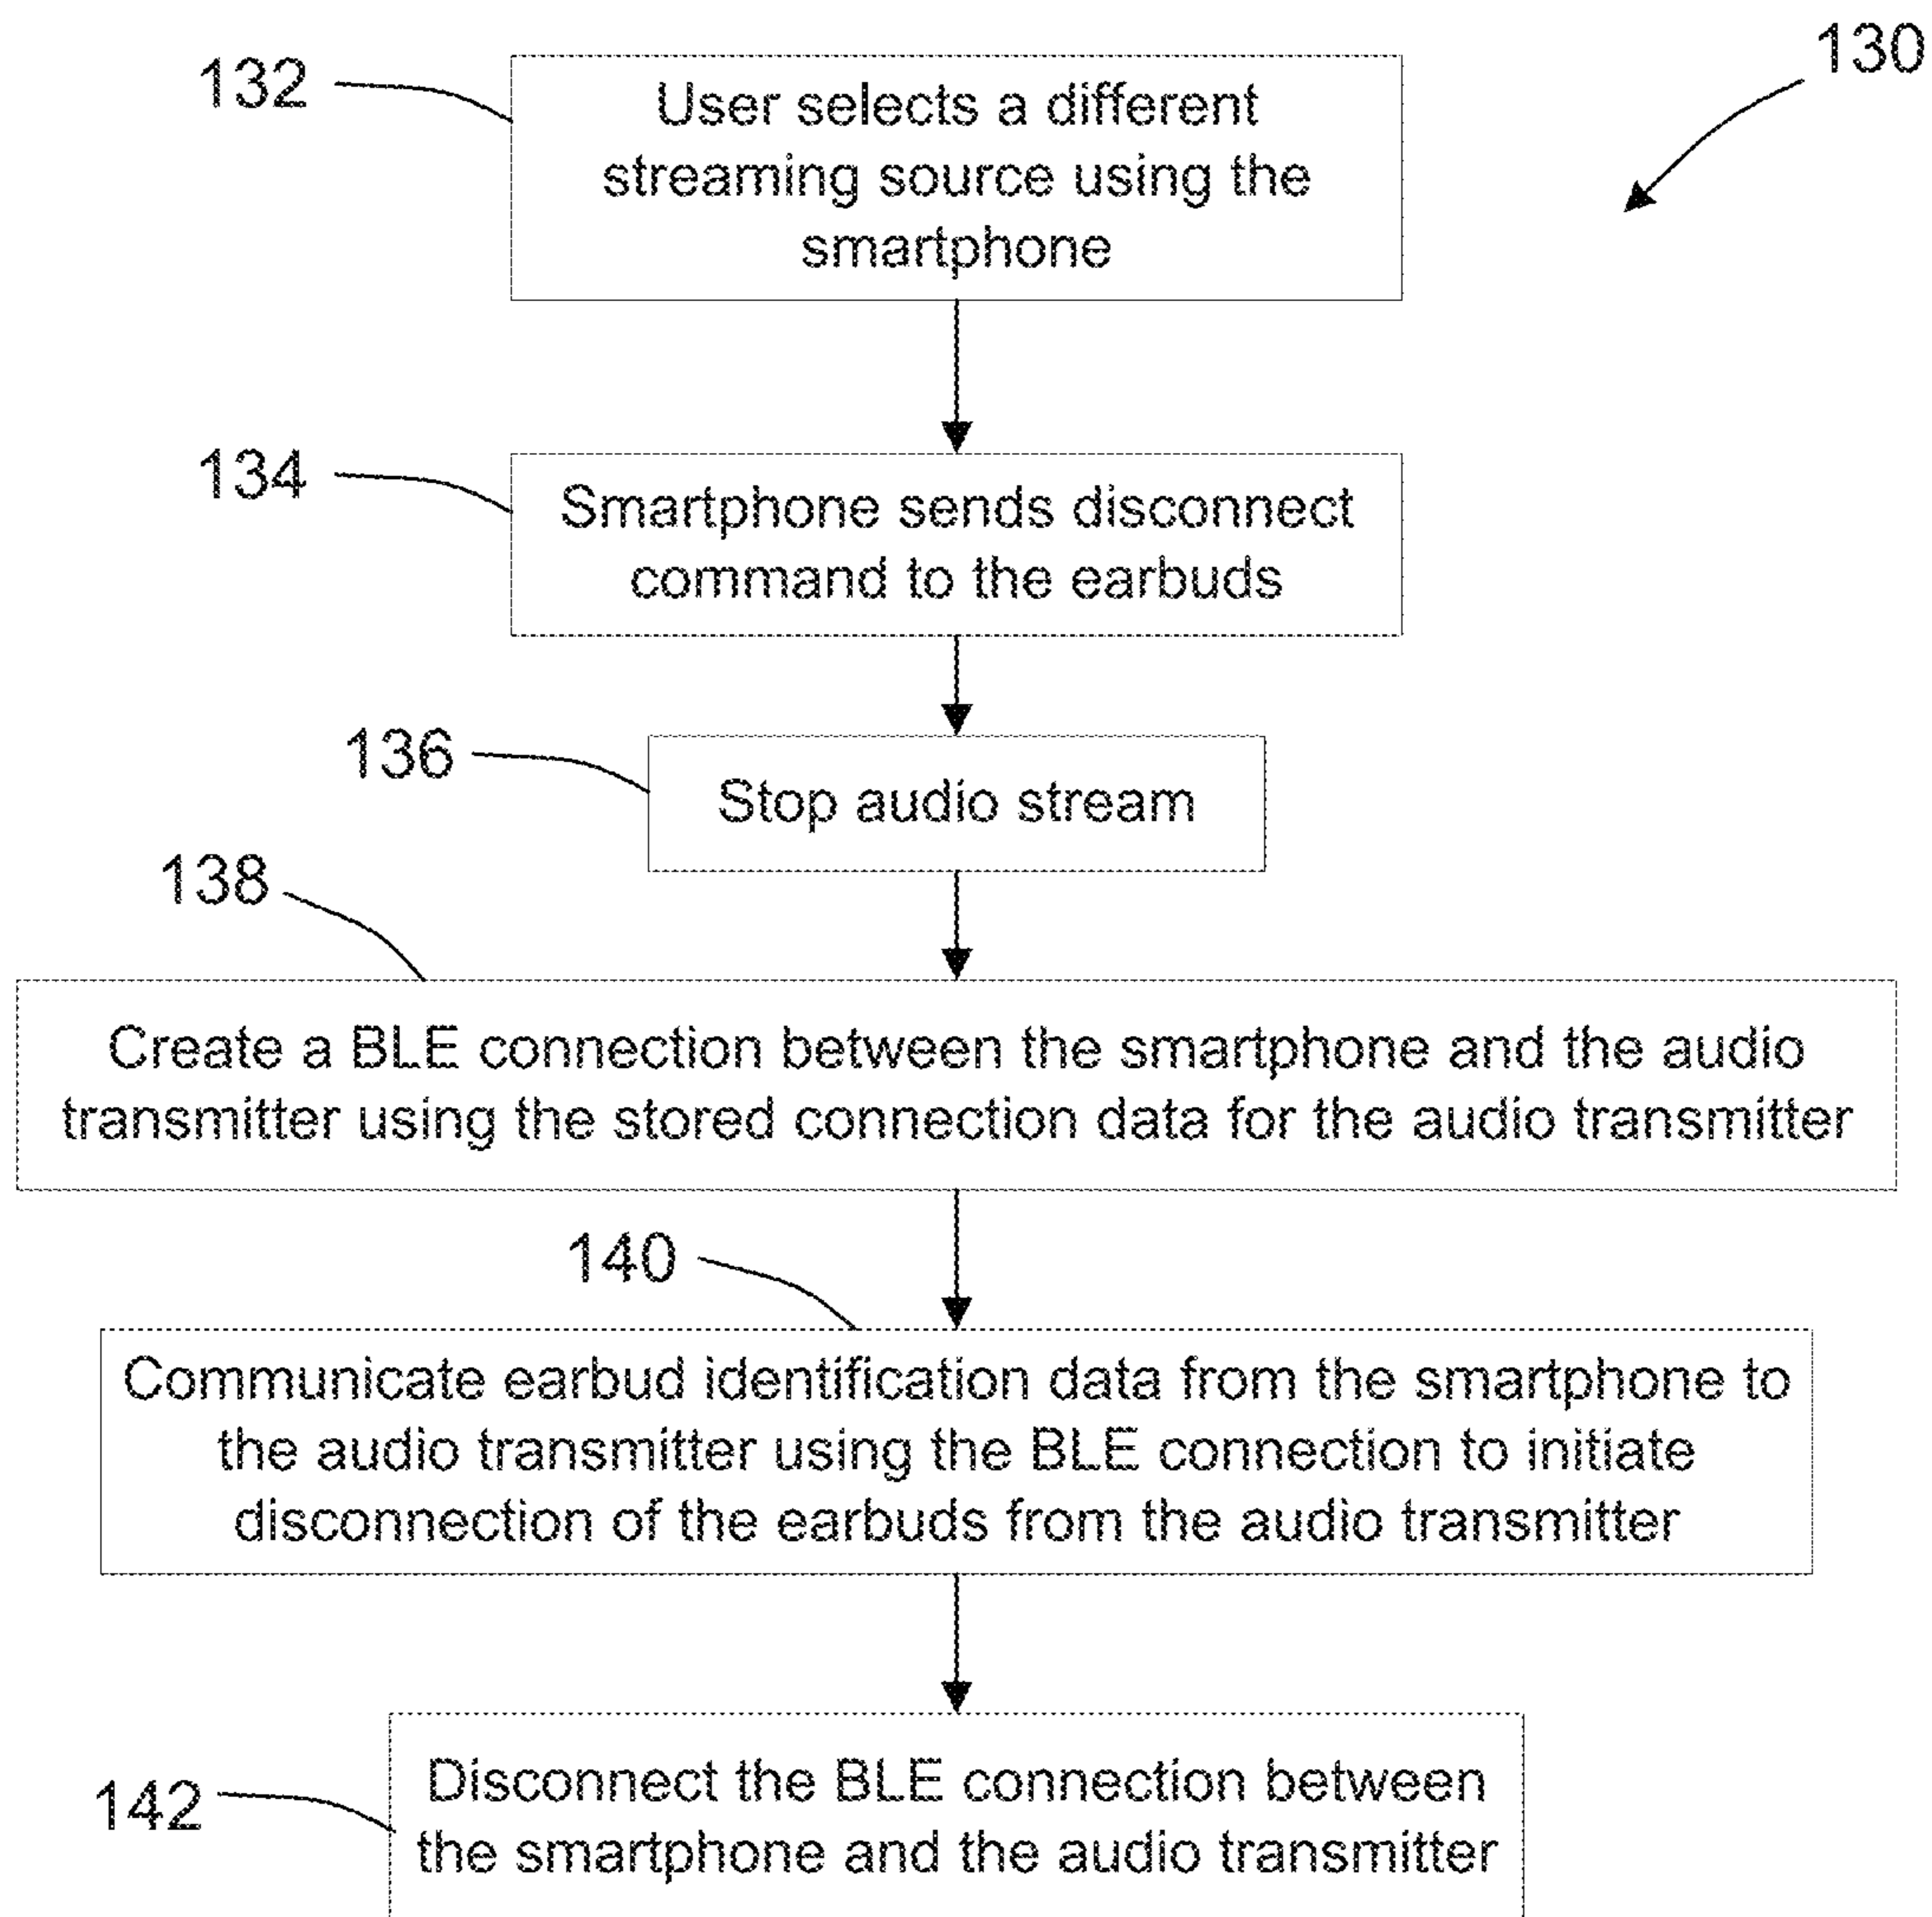 130
132
User selects a different
streaming source using the
smartphone
134
Smartphone sends disconnect
command to the earbuds
136
Stop audio stream
138
Create a BLE connection between the smartphone and the audio
transmitter using the stored connection data for the audio transmitter
140
Communicate earbud identification data from the smartphone to
the audio transmitter using the BLE connection to initiate
disconnection of the earbuds from the audio transmitter
142
Disconnect the BLE connection between
the smartphone and the audio transmitter